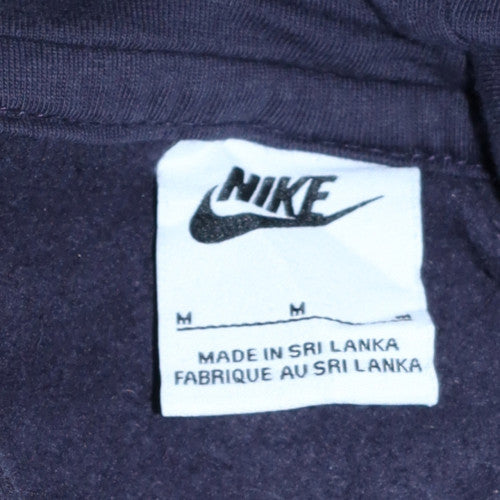 NIKE
M M M
MADE IN SRI LANKA
FABRIQUE AU SRI LANKA